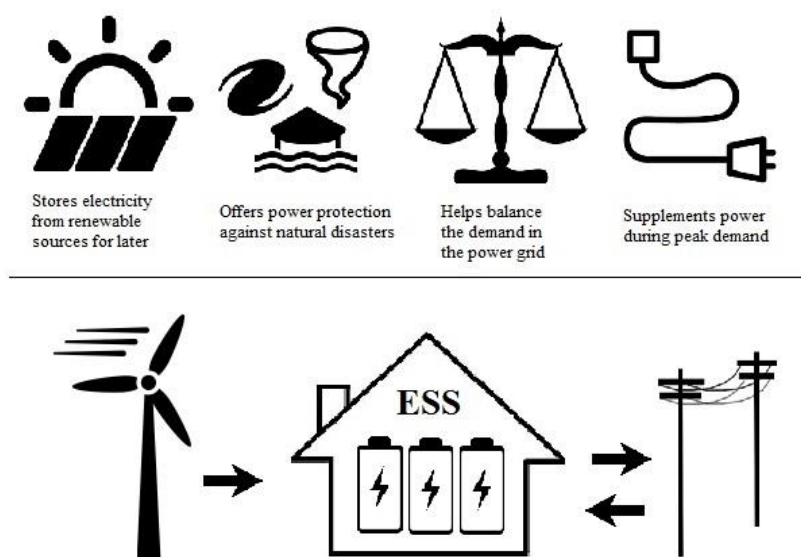 Stores electricity
from renewable
sources for later
Offers power protection
against natural disasters
Helps balance
the demand in
the power grid
Supplements power
during peak demand
ESS